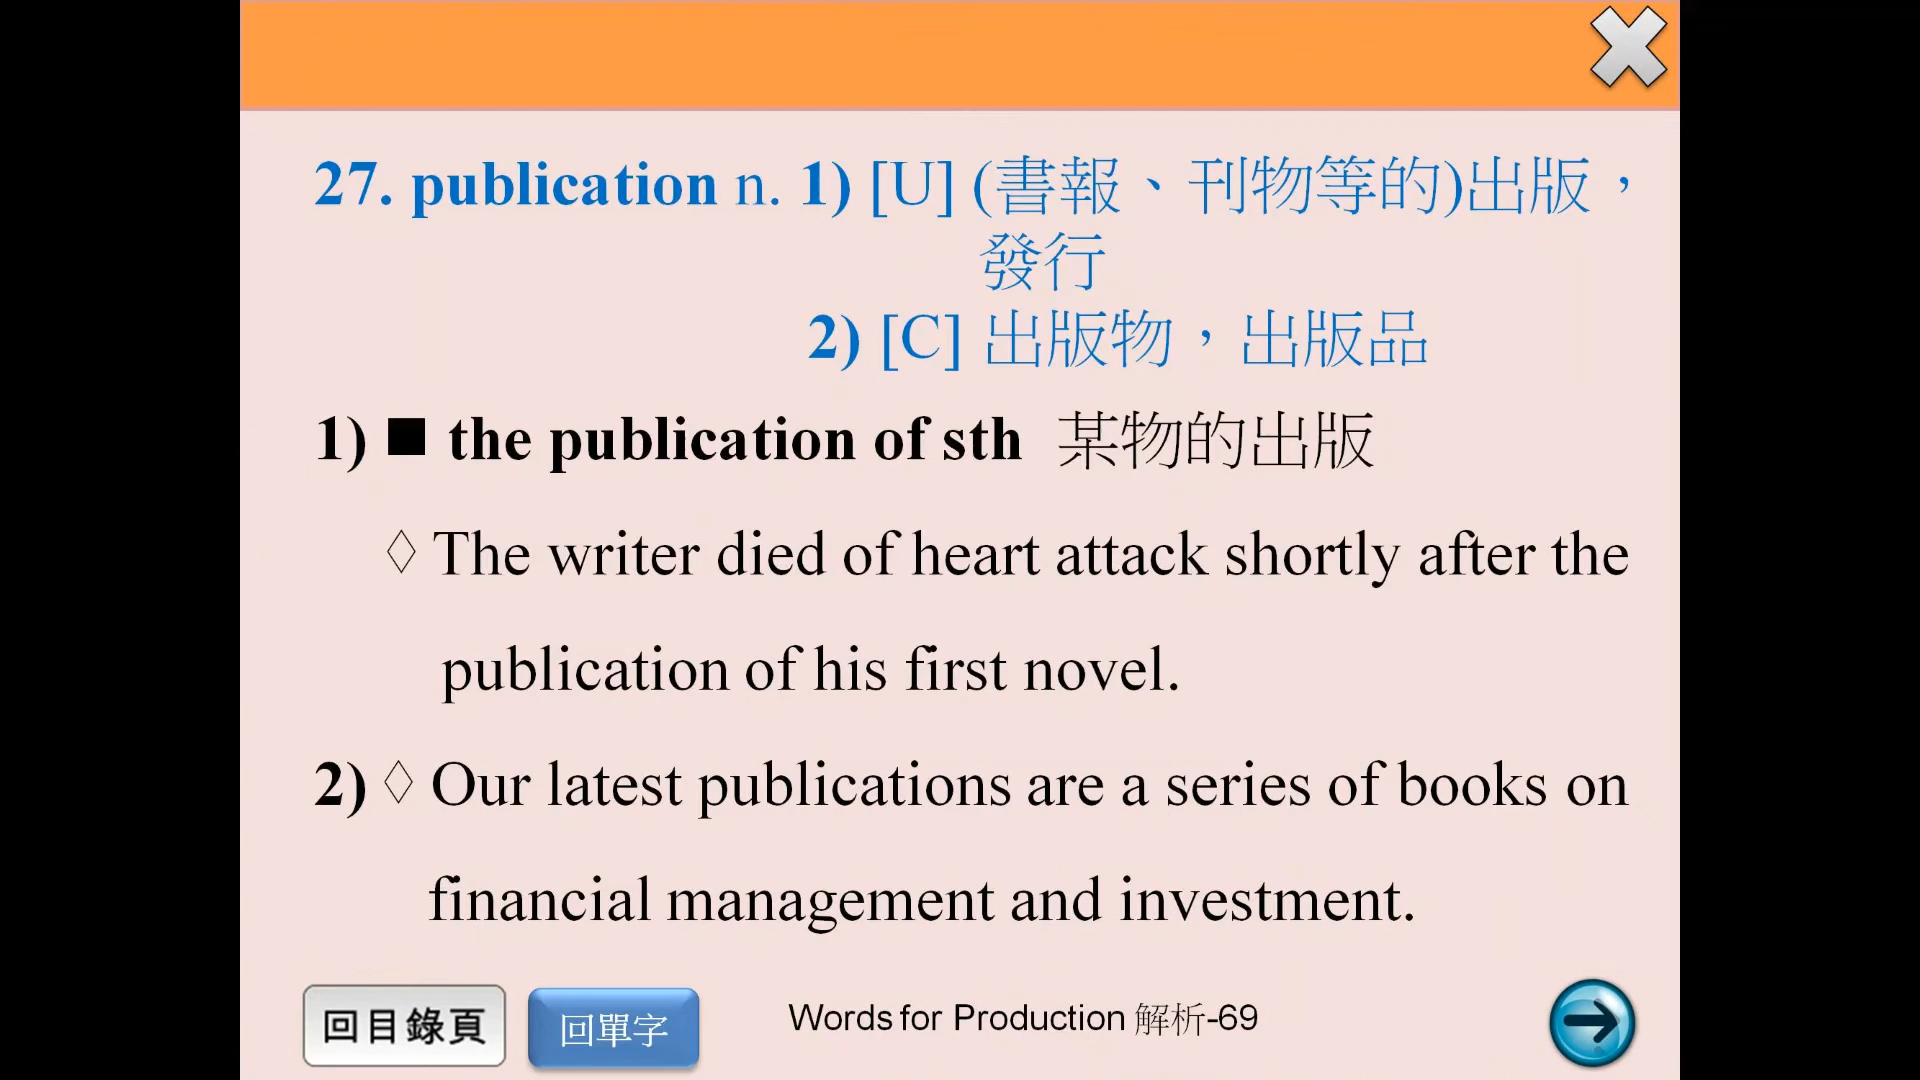 27. publication n. 1) [U] (書報、刊物等的)出版，
發行
2) [C] 出版物，出版品
1) ■ the publication of sth 某物的出版
♢ The writer died of heart attack shortly after the
publication of his first novel.
2) ♢ Our latest publications are a series of books on
financial management and investment.
回目錄頁
回單字
Words for Production 解析-69